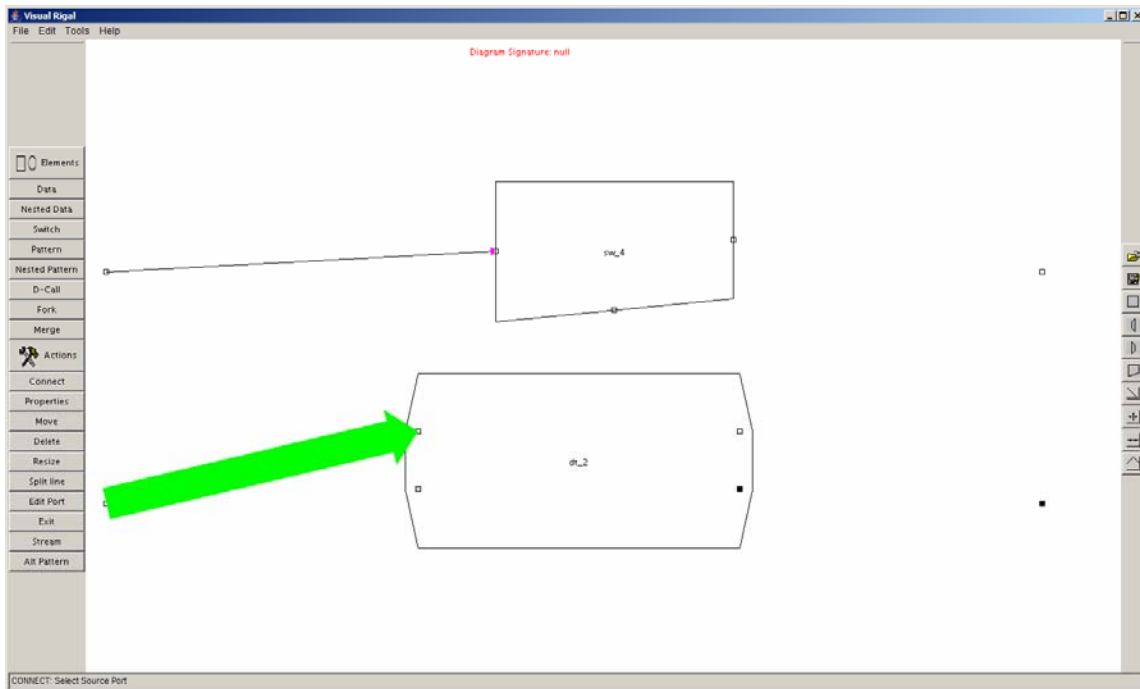 Visual Rigal
File Edit Tools Help
Diagram Signature: null
Elements
Data
Nested Data
Switch
Pattern
Nested Pattern
D-Call
Fork
Merge
Actions
Connect
Properties
Move
Delete
Resize
Split line
Edit Port
Exit
Stream
Alt Pattern
sw_4
dt_2
CONNECT: Select Source Port